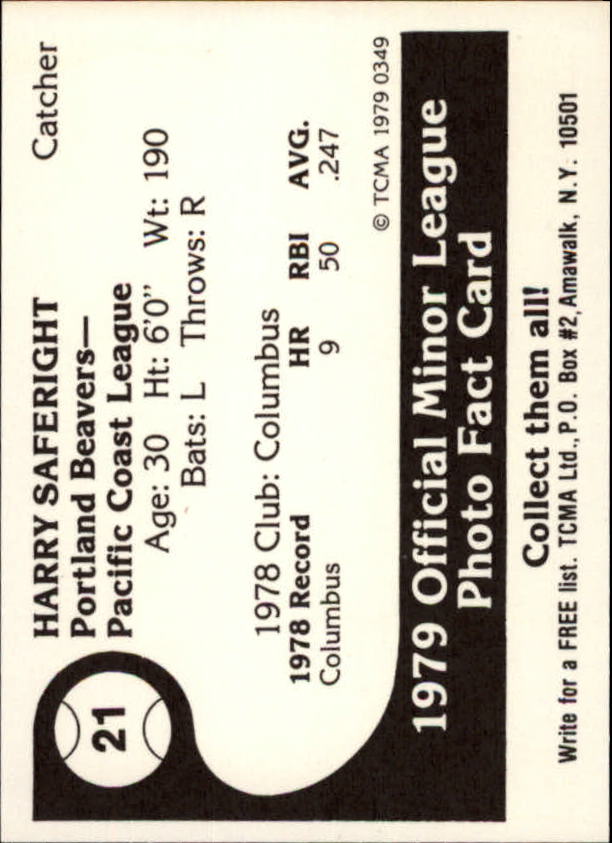 21
HARRY SAFERIGHT Catcher
Portland Beavers—
Pacific Coast League
Age: 30 Ht: 6'0" Wt: 190
Bats: L Throws: R
1978 Club: Columbus
1978 Record HR RBI AVG.
Columbus 9 50 .247
© TCMA 1979 0349
1979 Official Minor League
Photo Fact Card
Collect them all!
Write for a FREE list. TCMA Ltd., P.O. Box #2, Amawalk, N.Y. 10501